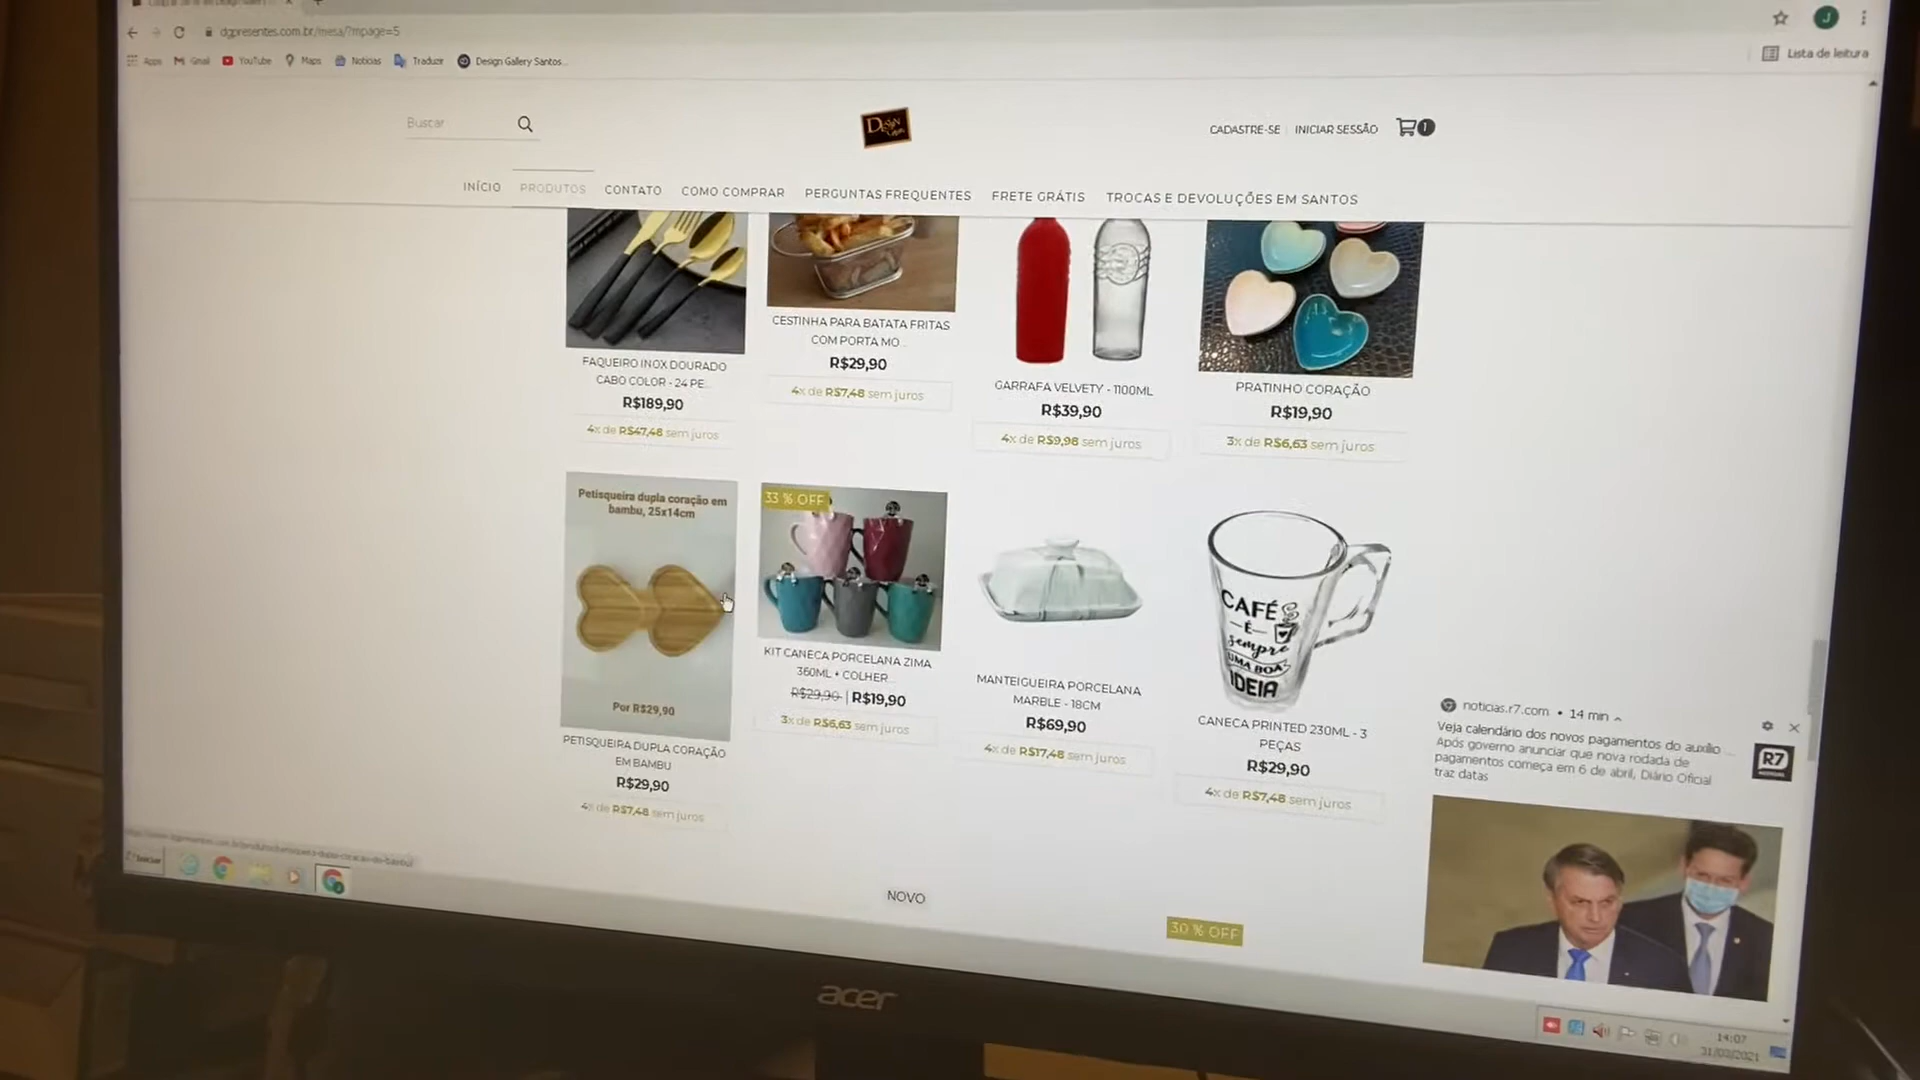 dgpresentes.com.br/mesa/?mpage=5
J
Apps
Gmail
YouTube
Maps
Notícias
Traduzir
Design Gallery Santos...
Lista de leitura
Buscar
DESIGN
CADASTRE-SE
INICIAR SESSÃO
1
INÍCIO
PRODUTOS
CONTATO
COMO COMPRAR
PERGUNTAS FREQUENTES
FRETE GRÁTIS
TROCAS E DEVOLUÇÕES EM SANTOS
FAQUEIRO INOX DOURADO
CABO COLOR - 24 PE...
R$189,90
4x de R$47,48 sem juros
CESTINHA PARA BATATA FRITAS
COM PORTA MO...
R$29,90
4x de R$7,48 sem juros
GARRAFA VELVETY - 1100ML
R$39,90
4x de R$9,98 sem juros
PRATINHO CORAÇÃO
R$19,90
3x de R$6,63 sem juros
Petisqueira dupla coração em
bambu, 25x14cm
Por R$29,90
PETISQUEIRA DUPLA CORAÇÃO
EM BAMBU
R$29,90
4x de R$7,48 sem juros
33 % OFF
KIT CANECA PORCELANA ZIMA
360ML + COLHER...
R$29,90 | R$19,90
3x de R$6,63 sem juros
MANTEIGUEIRA PORCELANA
MARBLE - 18CM
R$69,90
4x de R$17,48 sem juros
CAFÉ
É
sempre
UMA BOA
IDEIA
CANECA PRINTED 230ML - 3
PEÇAS
R$29,90
4x de R$7,48 sem juros
noticias.r7.com • 14 min
Veja calendário dos novos pagamentos do auxílio ...
Após governo anunciar que nova rodada de
pagamentos começa em 6 de abril, Diário Oficial
traz datas
R7
NOVO
30 % OFF
Iniciar
acer
14:07
31/03/2021